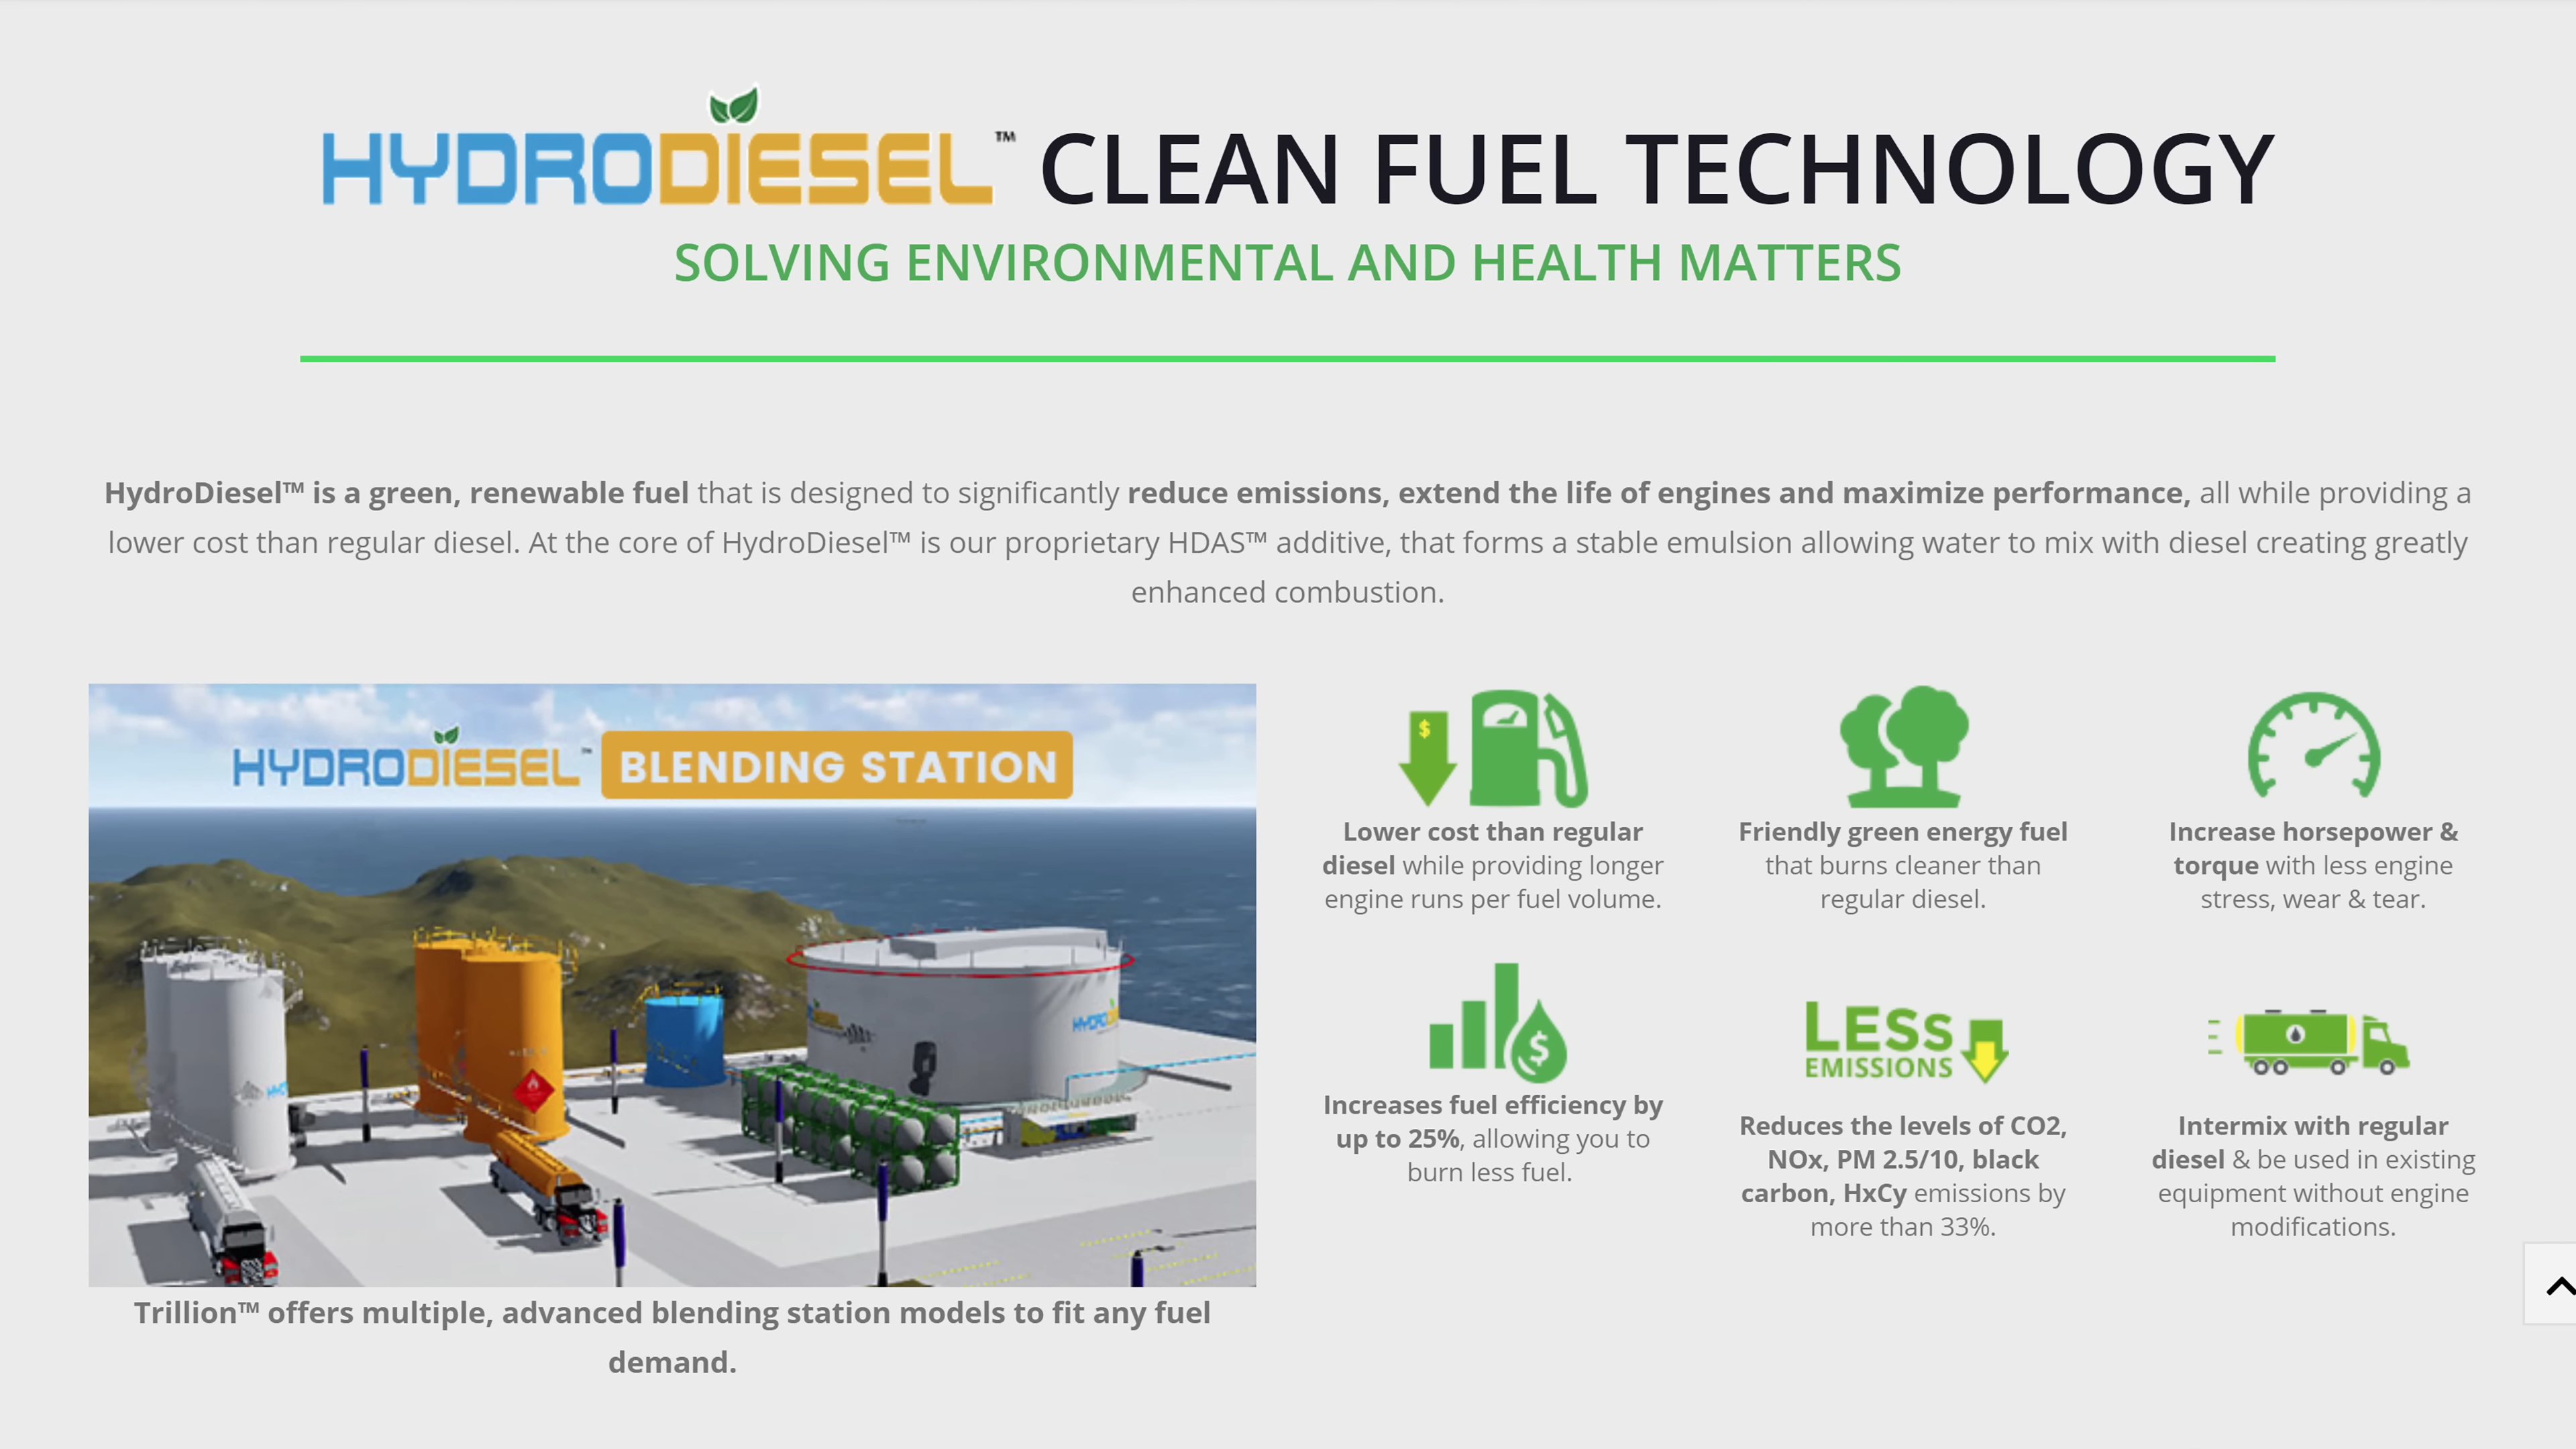 HYDRODIESEL™ CLEAN FUEL TECHNOLOGY
SOLVING ENVIRONMENTAL AND HEALTH MATTERS
HydroDiesel™ is a green, renewable fuel that is designed to significantly reduce emissions, extend the life of engines and maximize performance, all while providing a
lower cost than regular diesel. At the core of HydroDiesel™ is our proprietary HDAS™ additive, that forms a stable emulsion allowing water to mix with diesel creating greatly
enhanced combustion.
HYDRODIESEL™ BLENDING STATION
Trillion™ offers multiple, advanced blending station models to fit any fuel
demand.
$
Lower cost than regular
diesel while providing longer
engine runs per fuel volume.
Friendly green energy fuel
that burns cleaner than
regular diesel.
Increase horsepower &
torque with less engine
stress, wear & tear.
$
Increases fuel efficiency by
up to 25%, allowing you to
burn less fuel.
LESS
EMISSIONS
Reduces the levels of CO2,
NOx, PM 2.5/10, black
carbon, HxCy emissions by
more than 33%.
Intermix with regular
diesel & be used in existing
equipment without engine
modifications.